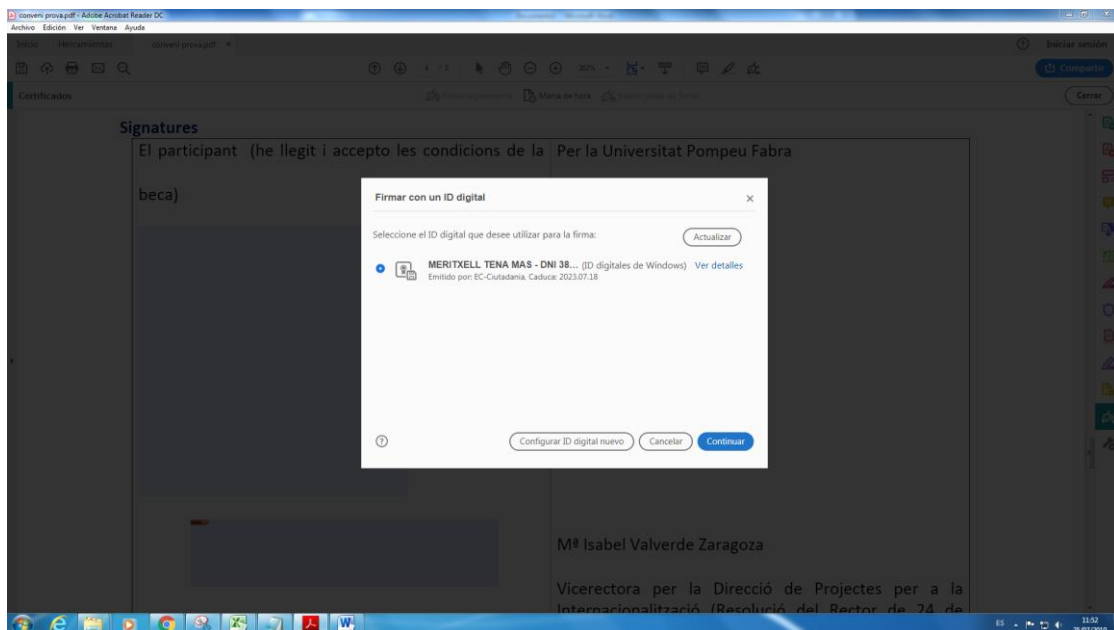 conveni prova.pdf - Adobe Acrobat Reader DC
Archivo Edición Ver Ventana Ayuda
Inicio Herramientas conveni prova.pdf ×
Iniciar sesión
Compartir
Certificados
Marca de hora
Cerrar
Signatures
El participant (he llegit i accepto les condicions de la
beca)
Per la Universitat Pompeu Fabra
Firmar con un ID digital
Seleccione el ID digital que desee utilizar para la firma:
Actualizar
MERITXELL TENA MAS - DNI 38... (ID digitales de Windows) Ver detalles
Emitido por: EC-Ciutadania, Caduca: 2023.07.18
Configurar ID digital nuevo
Cancelar
Continuar
Mª Isabel Valverde Zaragoza
Vicerectora per la Direcció de Projectes per a la
Internacionalització (Resolució del Rector de 24 de
ES
11:52